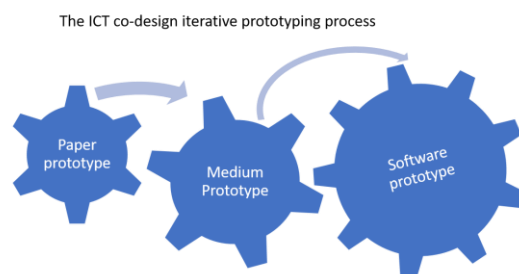 The ICT co-design iterative prototyping process
Paper
prototype
Medium
Prototype
Software
prototype